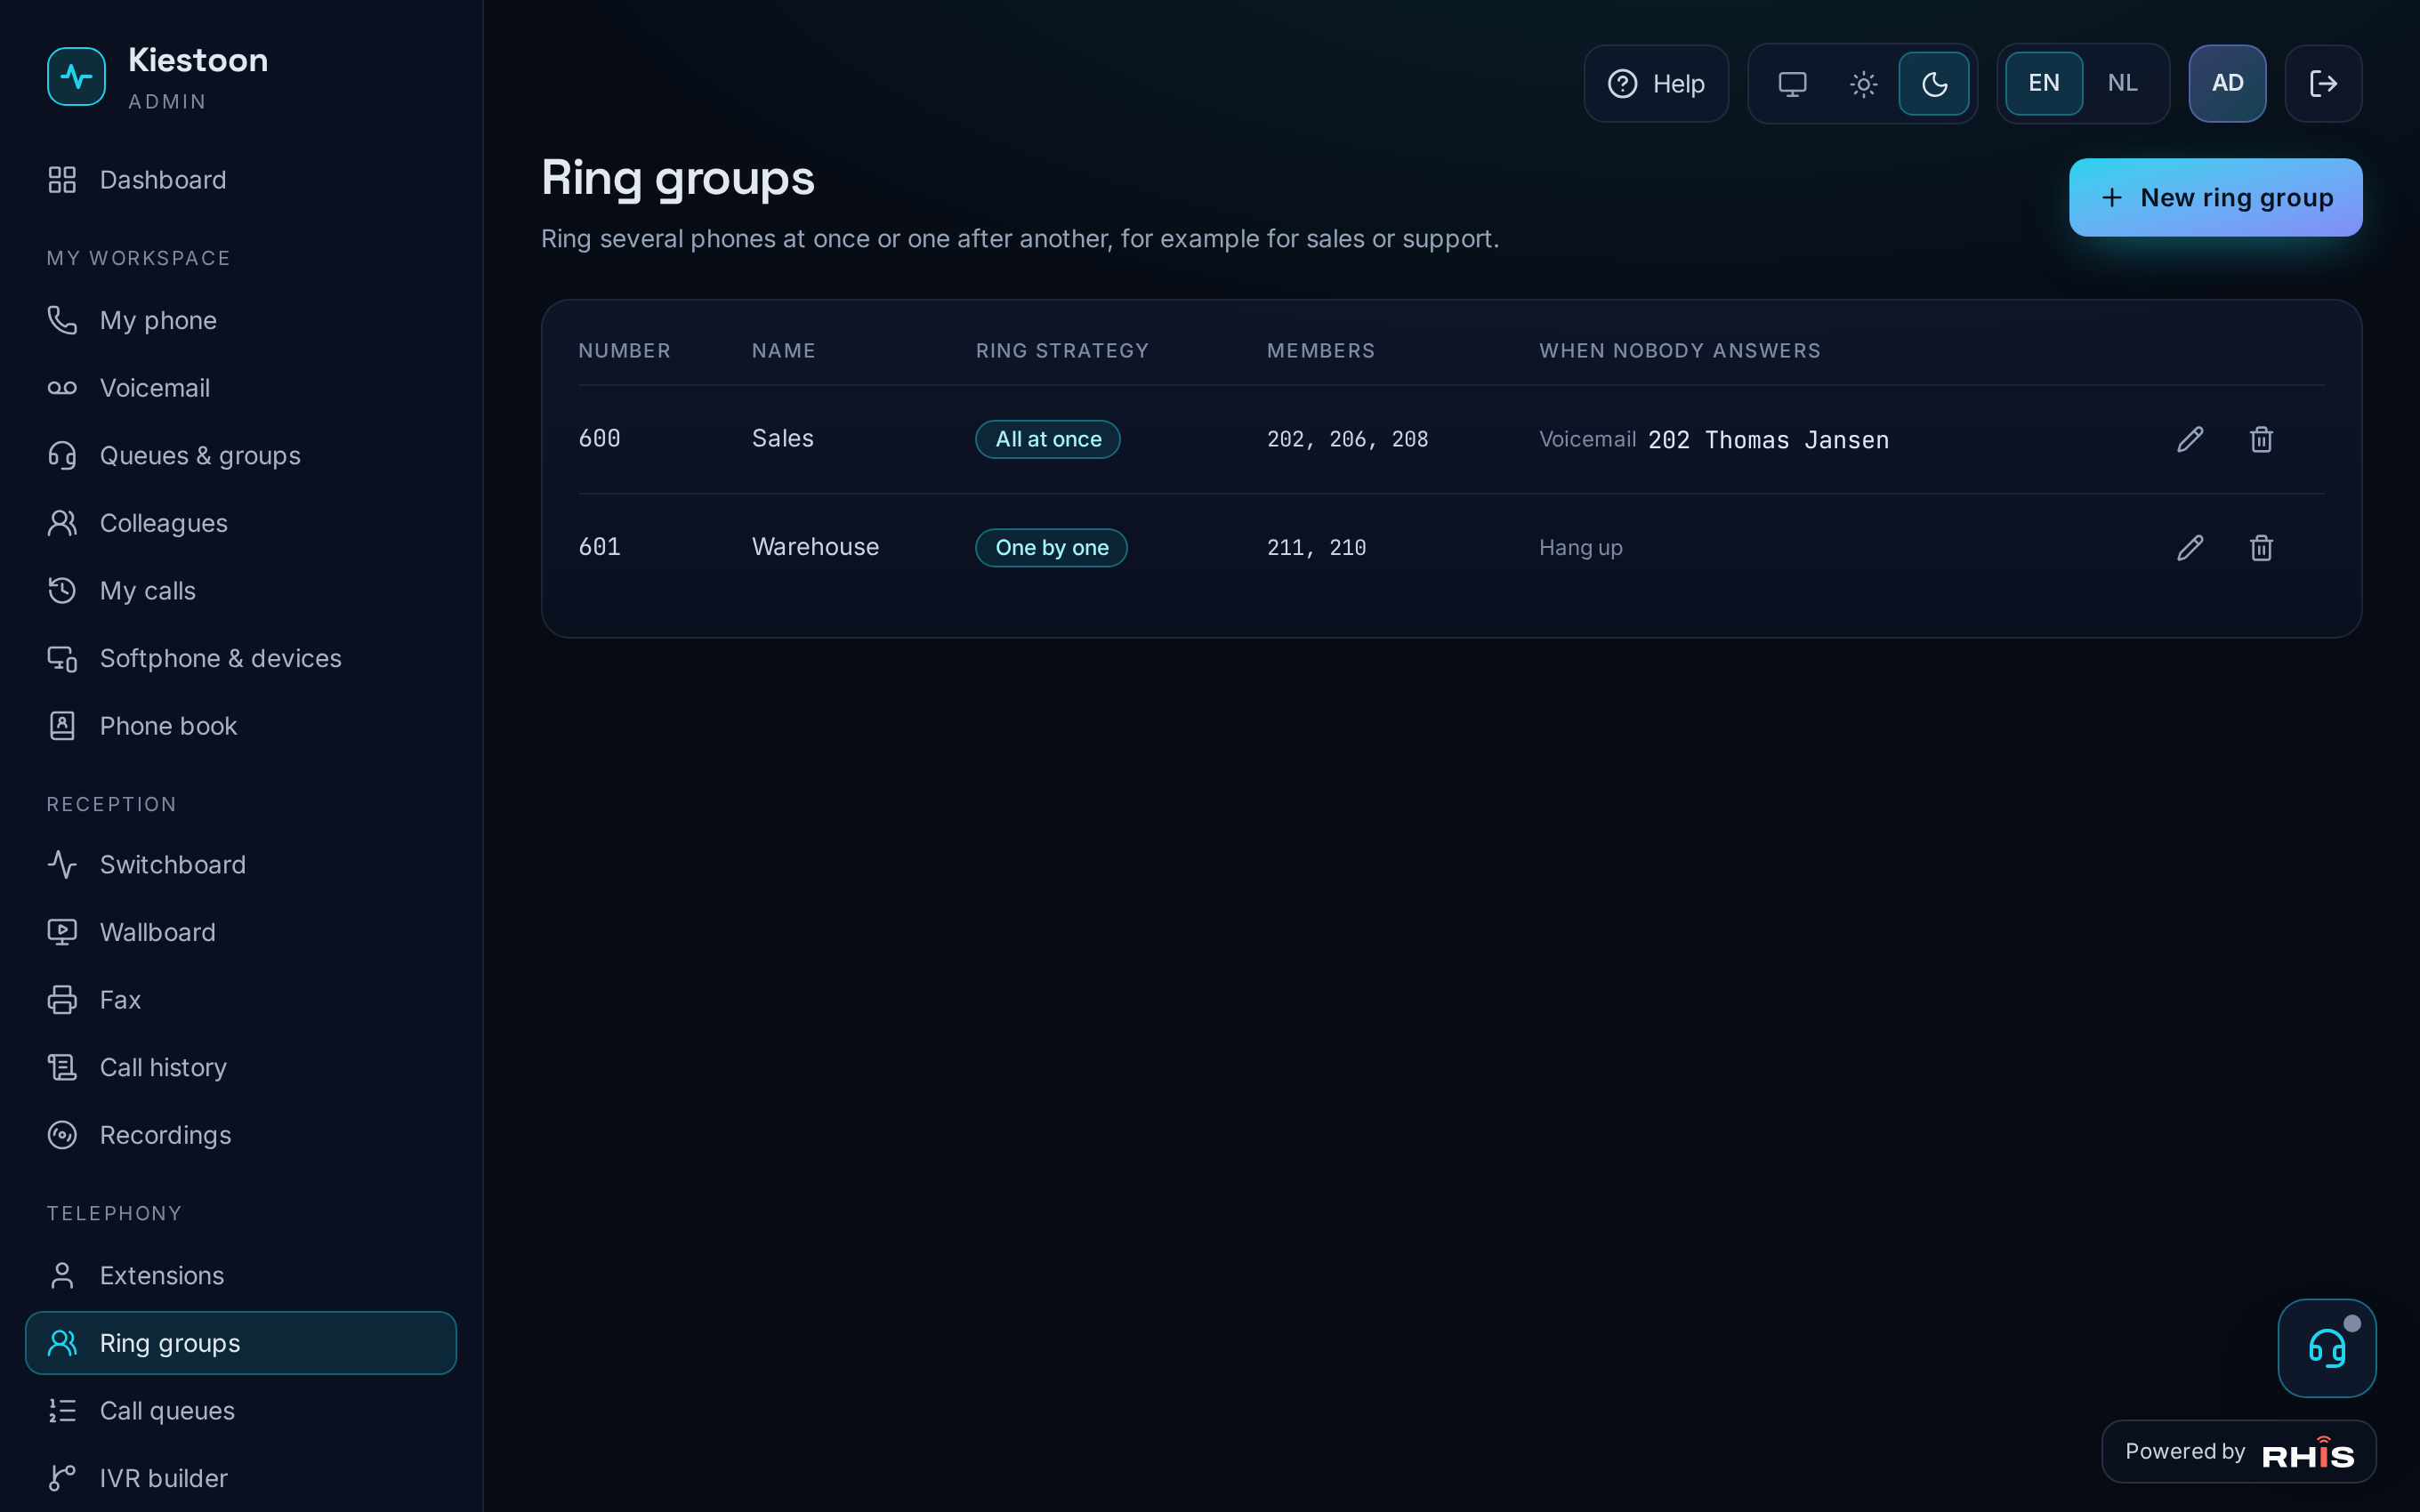 Kiestoon
ADMIN
Dashboard
MY WORKSPACE
My phone
Voicemail
Queues & groups
Colleagues
My calls
Softphone & devices
Phone book
RECEPTION
Switchboard
Wallboard
Fax
Call history
Recordings
TELEPHONY
Extensions
Ring groups
Call queues
IVR builder
Help
EN NL
AD
Ring groups
Ring several phones at once or one after another, for example for sales or support.
New ring group
NUMBER NAME RING STRATEGY MEMBERS WHEN NOBODY ANSWERS
600 Sales All at once 202, 206, 208 Voicemail 202 Thomas Jansen
601 Warehouse One by one 211, 210 Hang up
Powered by RHiS